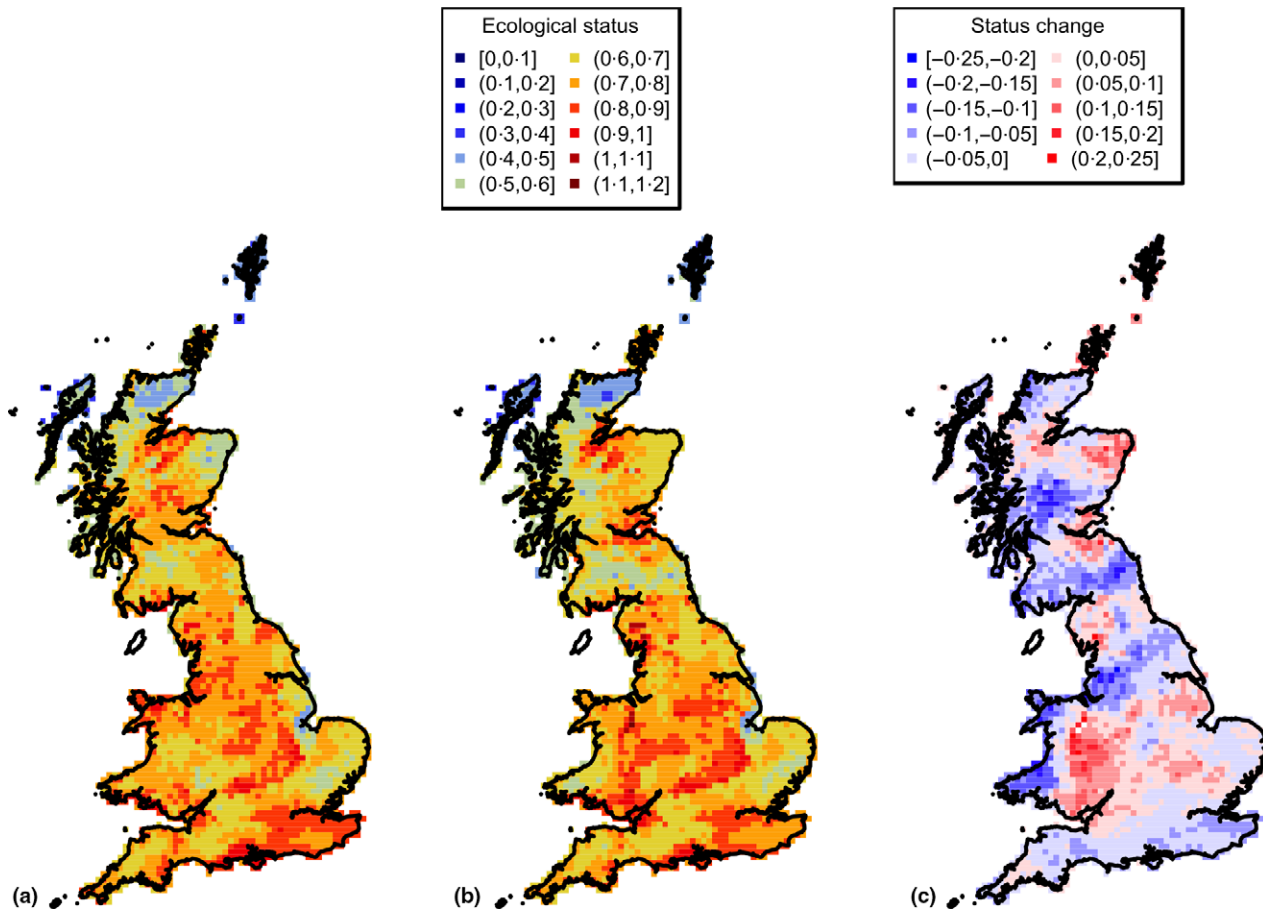 Ecological status
[0,0·1] (0·6,0·7]
(0·1,0·2] (0·7,0·8]
(0·2,0·3] (0·8,0·9]
(0·3,0·4] (0·9,1]
(0·4,0·5] (1,1·1]
(0·5,0·6] (1·1,1·2]
Status change
[−0·25,−0·2] (0,0·05]
(−0·2,−0·15] (0·05,0·1]
(−0·15,−0·1] (0·1,0·15]
(−0·1,−0·05] (0·15,0·2]
(−0·05,0] (0·2,0·25]
(a)
(b)
(c)